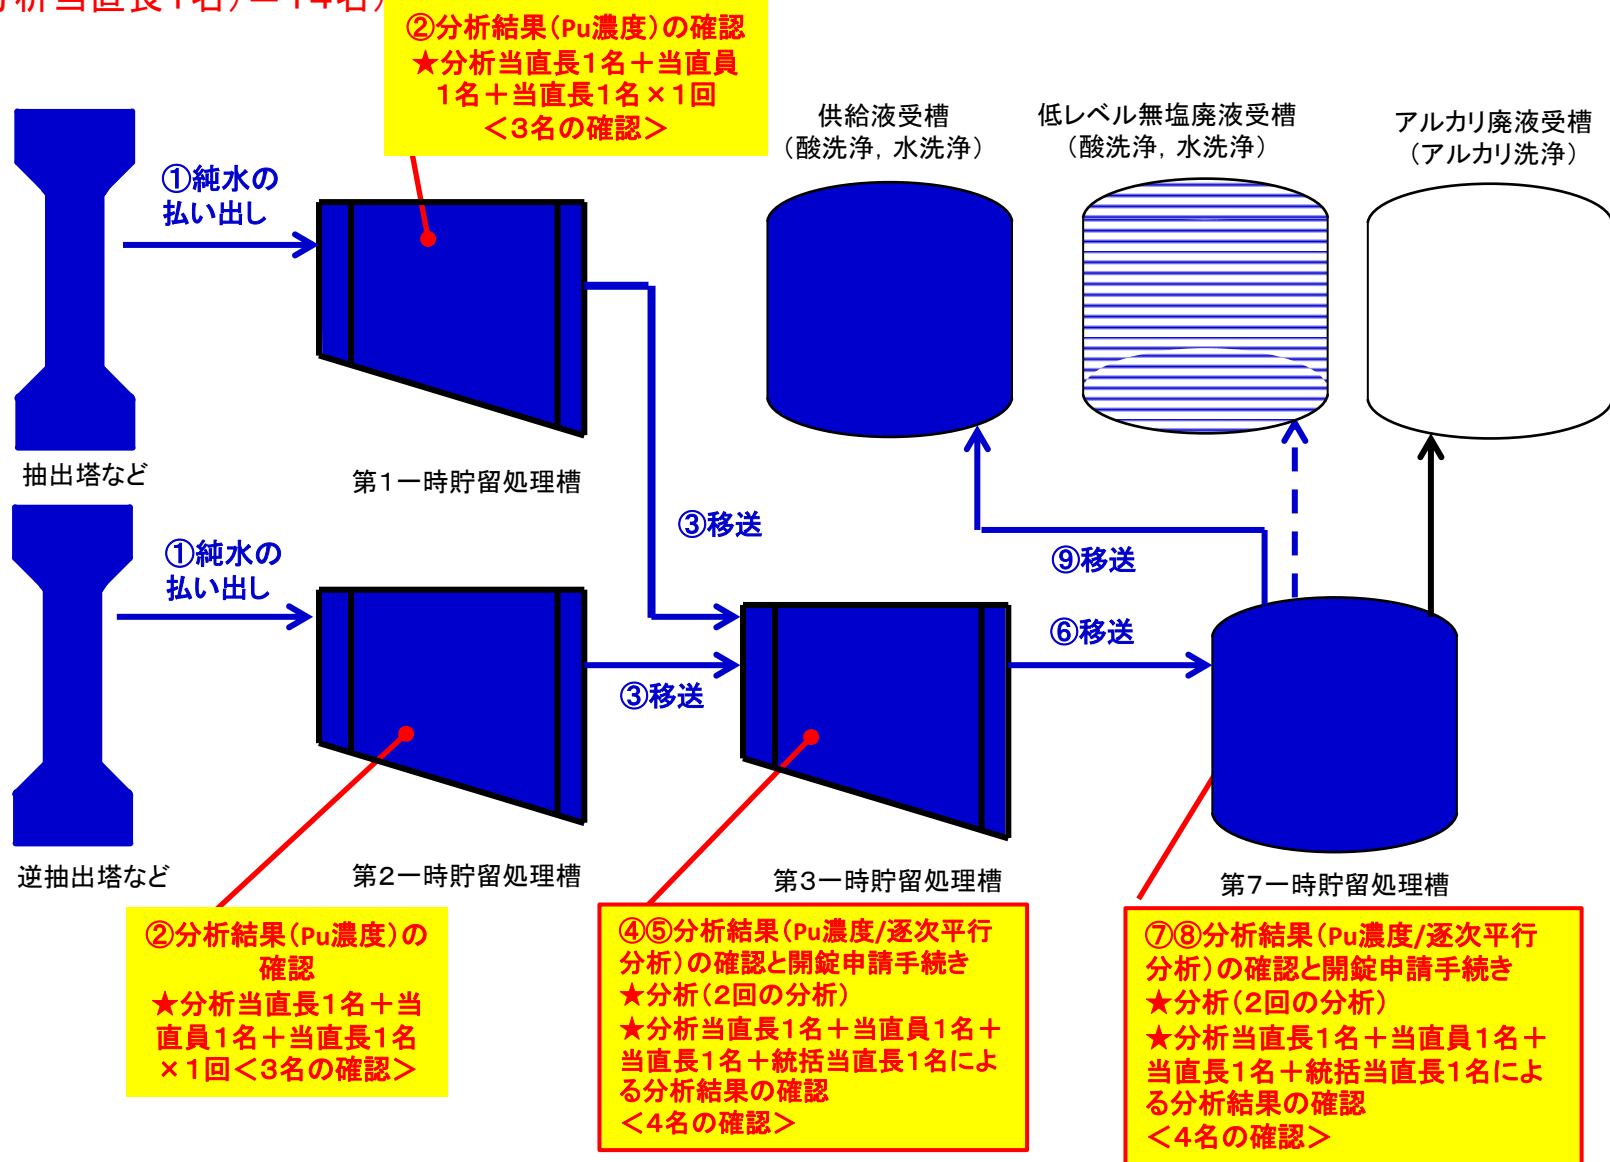 分析当直長1名)=14名)
②分析結果(Pu濃度)の確認
★分析当直長1名+当直員
1名+当直長1名×1回
<3名の確認>
供給液受槽
(酸洗浄, 水洗浄)
低レベル無塩廃液受槽
(酸洗浄, 水洗浄)
アルカリ廃液受槽
(アルカリ洗浄)
①純水の
払い出し
抽出塔など
第1一時貯留処理槽
③移送
⑨移送
①純水の
払い出し
③移送
⑥移送
逆抽出塔など
第2一時貯留処理槽
第3一時貯留処理槽
第7一時貯留処理槽
②分析結果(Pu濃度)の
確認
★分析当直長1名+当
直員1名+当直長1名
×1回<3名の確認>
④⑤分析結果(Pu濃度/逐次平行
分析)の確認と開錠申請手続き
★分析(2回の分析)
★分析当直長1名+当直員1名+
当直長1名+統括当直長1名によ
る分析結果の確認
<4名の確認>
⑦⑧分析結果(Pu濃度/逐次平行
分析)の確認と開錠申請手続き
★分析(2回の分析)
★分析当直長1名+当直員1名+
当直長1名+統括当直長1名によ
る分析結果の確認
<4名の確認>